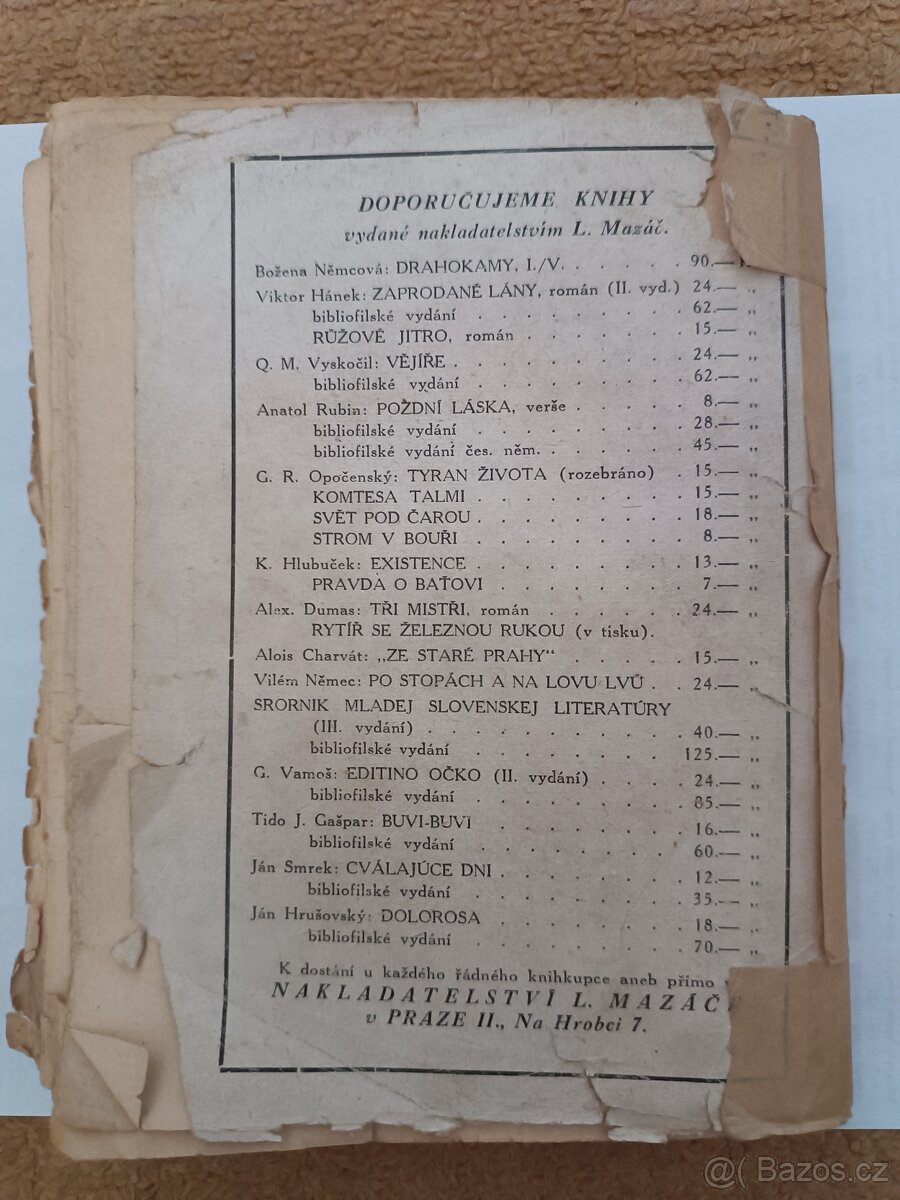 DOPORUČUJEME KNIHY
vydané nakladatelstvím L. Mazáč.
Božena Němcová: DRAHOKAMY, I./V. . . . . . 90.—
Viktor Hánek: ZAPRODANÉ LÁNY, román (II. vyd.) 24.— „
bibliofilské vydání . . . . . . . . 62.— „
RŮŽOVÉ JITRO, román . . . . . . 15.— „
Q. M. Vyskočil: VĚJÍŘE . . . . . . . . . 24.— „
bibliofilské vydání . . . . . . . . 62.— „
Anatol Rubin: POZDNÍ LÁSKA, verše . . . . . 8.— „
bibliofilské vydání . . . . . . . . 28.— „
bibliofilské vydání čes. něm. . . . . . 45.— „
G. R. Opočenský: TYRAN ŽIVOTA (rozebráno) . 15.— „
KOMTESA TALMI . . . . . . . . 15.— „
SVĚT POD ČAROU . . . . . . . . 18.— „
STROM V BOUŘI . . . . . . . . 8.— „
K. Hlubuček: EXISTENCE . . . . . . . . 13.— „
PRAVDA O BAŤOVI . . . . . . . 7.— „
Alex. Dumas: TŘI MISTŘI, román . . . . . . 24.— „
RYTÍŘ SE ŽELEZNOU RUKOU (v tisku).
Alois Charvát: „ZE STARÉ PRAHY“ . . . . . 15.— „
Vilém Němec: PO STOPÁCH A NA LOVU LVŮ . . 24.— „
SRORNIK MLADEJ SLOVENSKEJ LITERATÚRY
(III. vydání) . . . . . . . . . . 40.— „
bibliofilské vydání . . . . . . . . 125.— „
G. Vamoš: EDITINO OČKO (II. vydání) . . . . 24.— „
bibliofilské vydání . . . . . . . . 85.— „
Tido J. Gašpar: BUVI-BUVI . . . . . . . . 16.— „
bibliofilské vydání . . . . . . . . 60.— „
Ján Smrek: CVÁLAJÚCE DNI . . . . . . . . 12.— „
bibliofilské vydání . . . . . . . . 35.— „
Ján Hrušovský: DOLOROSA . . . . . . . . 18.— „
bibliofilské vydání . . . . . . . . 70.— „
K dostání u každého řádného knihkupce aneb přímo
NAKLADATELSTVÍ L. MAZÁČ
v PRAZE II., Na Hrobci 7.
@( Bazoš.cz